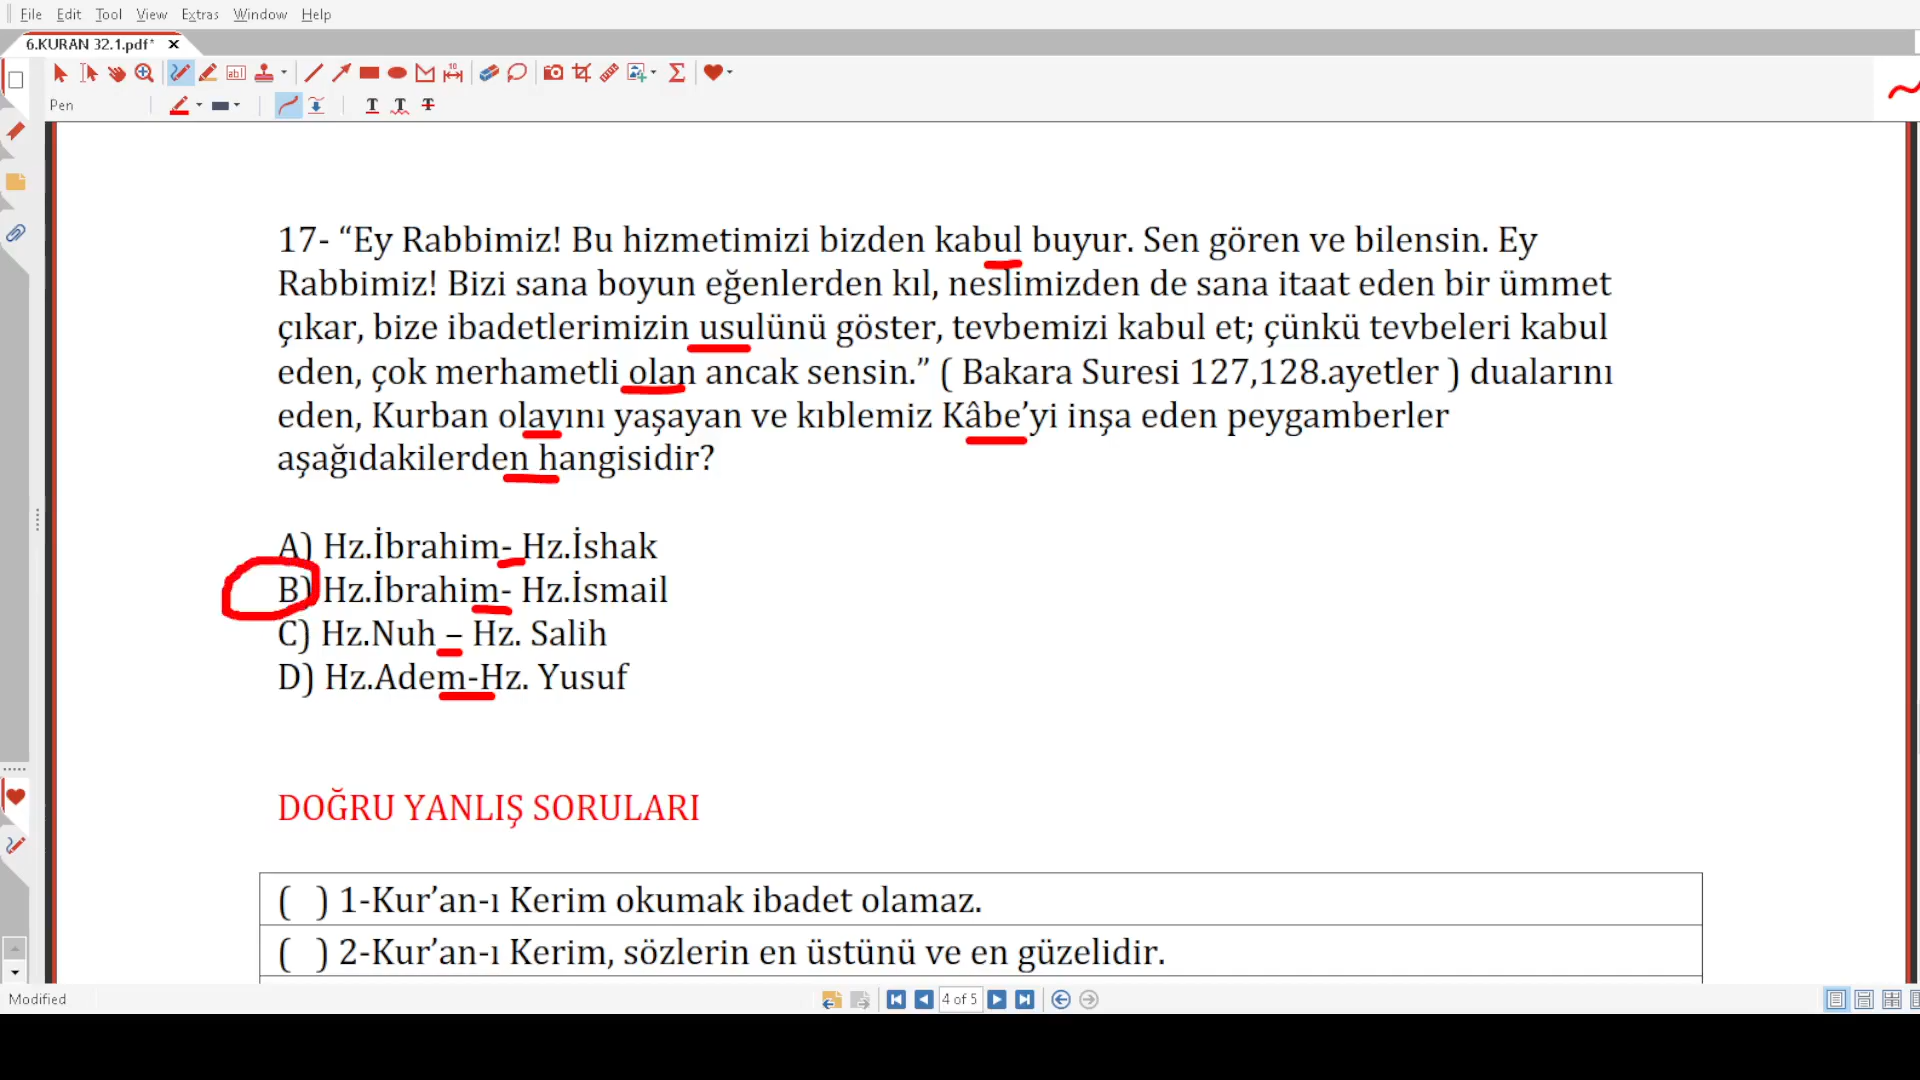 File Edit Tool View Extras Window Help
6.KURAN 32.1.pdf*
Pen
17- “Ey Rabbimiz! Bu hizmetimizi bizden kabul buyur. Sen gören ve bilensin. Ey
Rabbimiz! Bizi sana boyun eğenlerden kıl, neslimizden de sana itaat eden bir ümmet
çıkar, bize ibadetlerimizin usulünü göster, tevbemizi kabul et; çünkü tevbeleri kabul
eden, çok merhametli olan ancak sensin.” ( Bakara Suresi 127,128.ayetler ) dualarını
eden, Kurban olayını yaşayan ve kıblemiz Kâbe’yi inşa eden peygamberler
aşağıdakilerden hangisidir?
A) Hz.İbrahim- Hz.İshak
B) Hz.İbrahim- Hz.İsmail
C) Hz.Nuh – Hz. Salih
D) Hz.Adem-Hz. Yusuf
DOĞRU YANLIŞ SORULARI
( ) 1-Kur’an-ı Kerim okumak ibadet olamaz.
( ) 2-Kur’an-ı Kerim, sözlerin en üstünü ve en güzelidir.
Modified
4 of 5